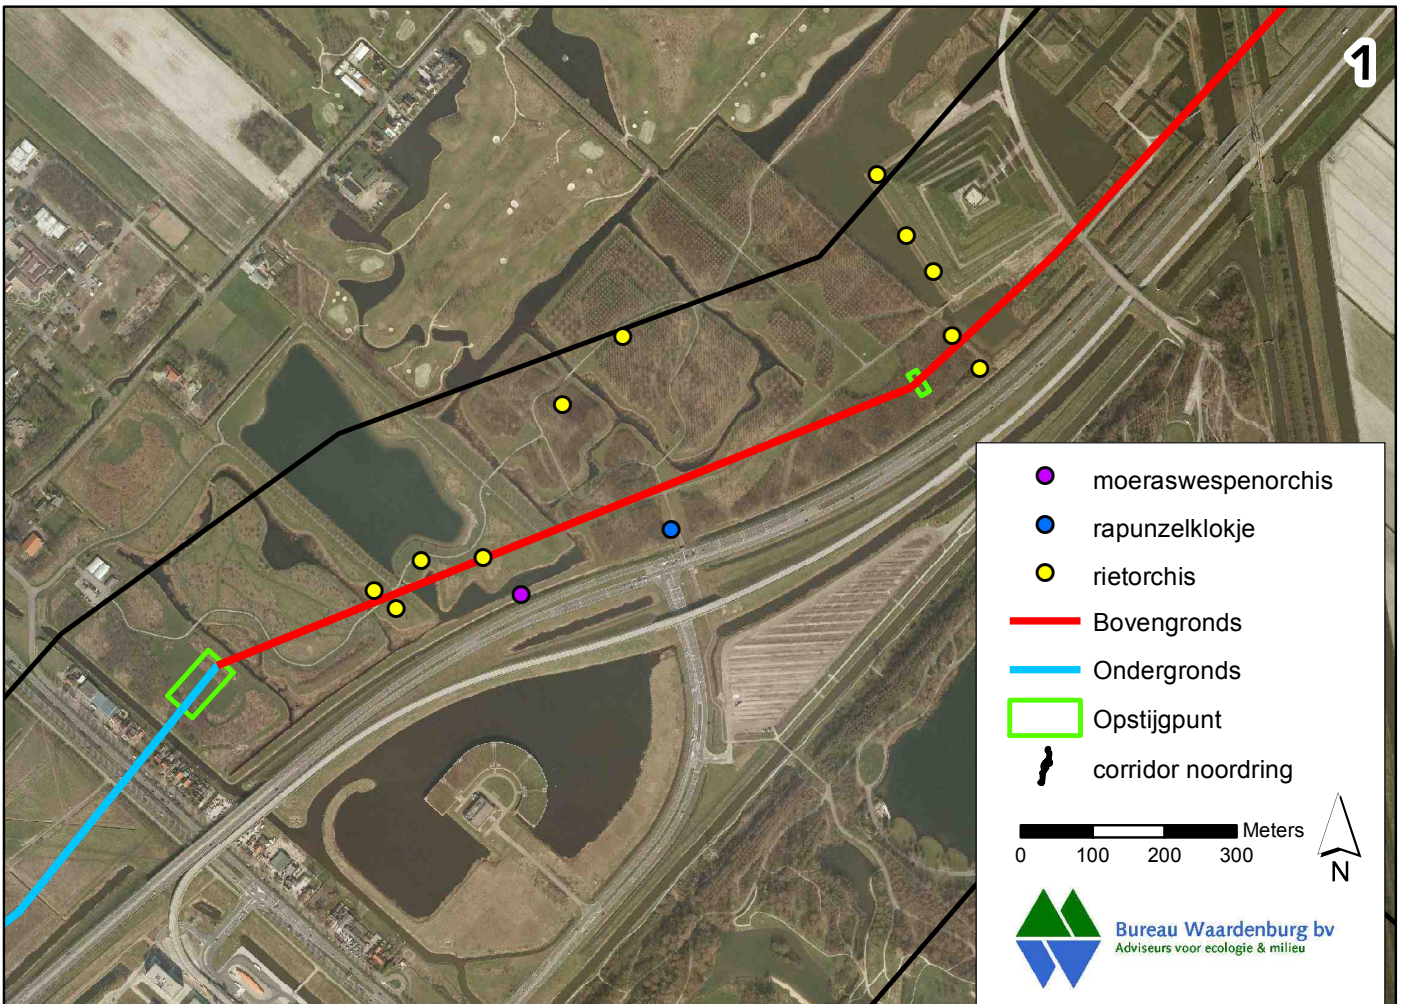 1
moeraswespenorchis
rapunzelklokje
rietorchis
Bovengronds
Ondergronds
Opstijgpunt
corridor noordring
Meters
0 100 200 300
N
Bureau Waardenburg bv
Adviseurs voor ecologie & milieu